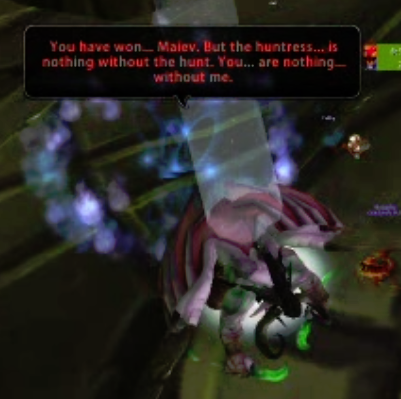 You have won... Maiev. But the huntress... is
nothing without the hunt. You... are nothing...
without me.